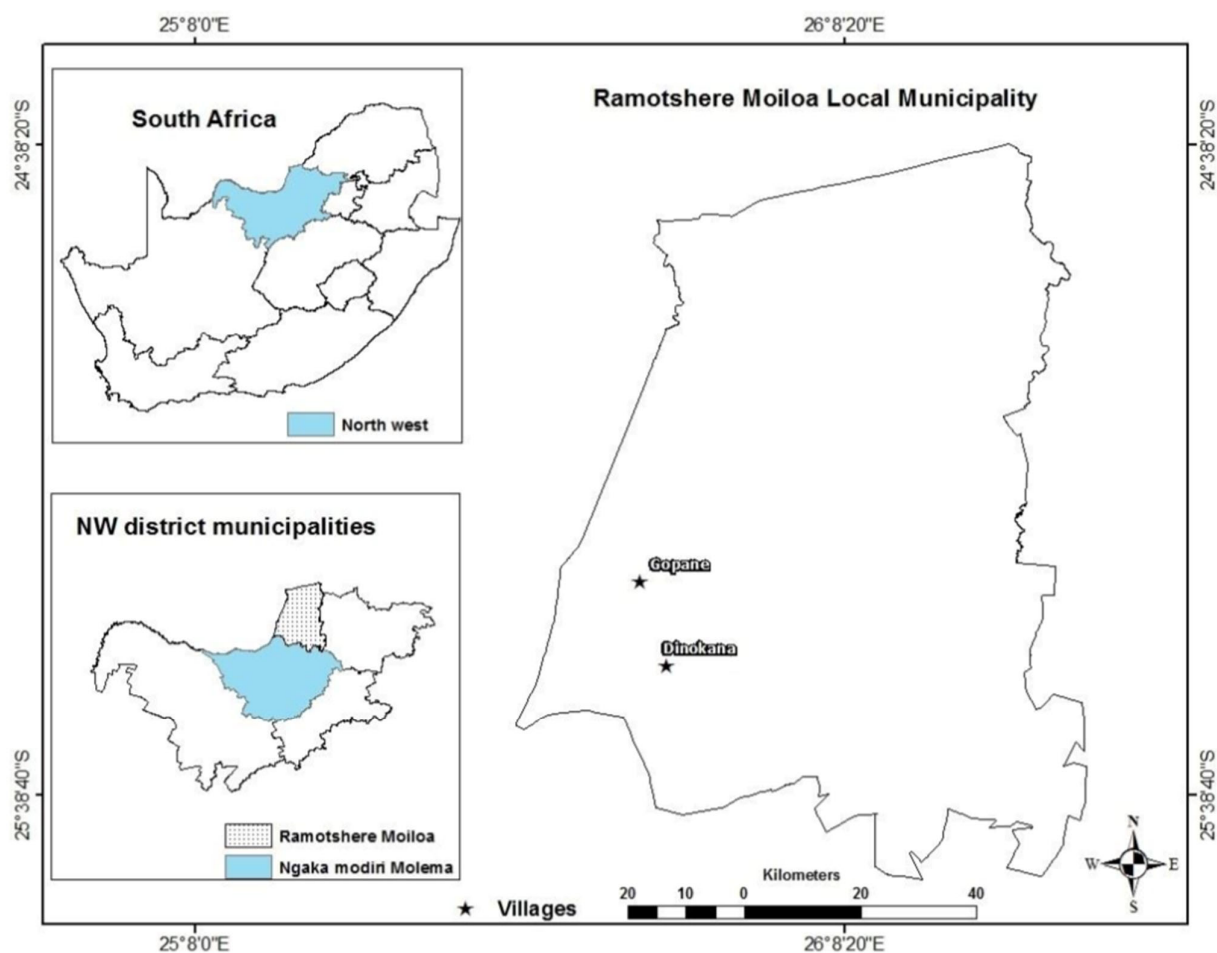 25°8'0"E
26°8'20"E
24°38'20"S
24°38'20"S
South Africa
North west
Ramotshere Moiloa Local Municipality
NW district municipalities
Ramotshere Moiloa
Ngaka modiri Molema
Gopane
Dinokana
25°38'40"S
25°38'40"S
N
W
E
S
Kilometers
20 10 0 20 40
Villages
25°8'0"E
26°8'20"E